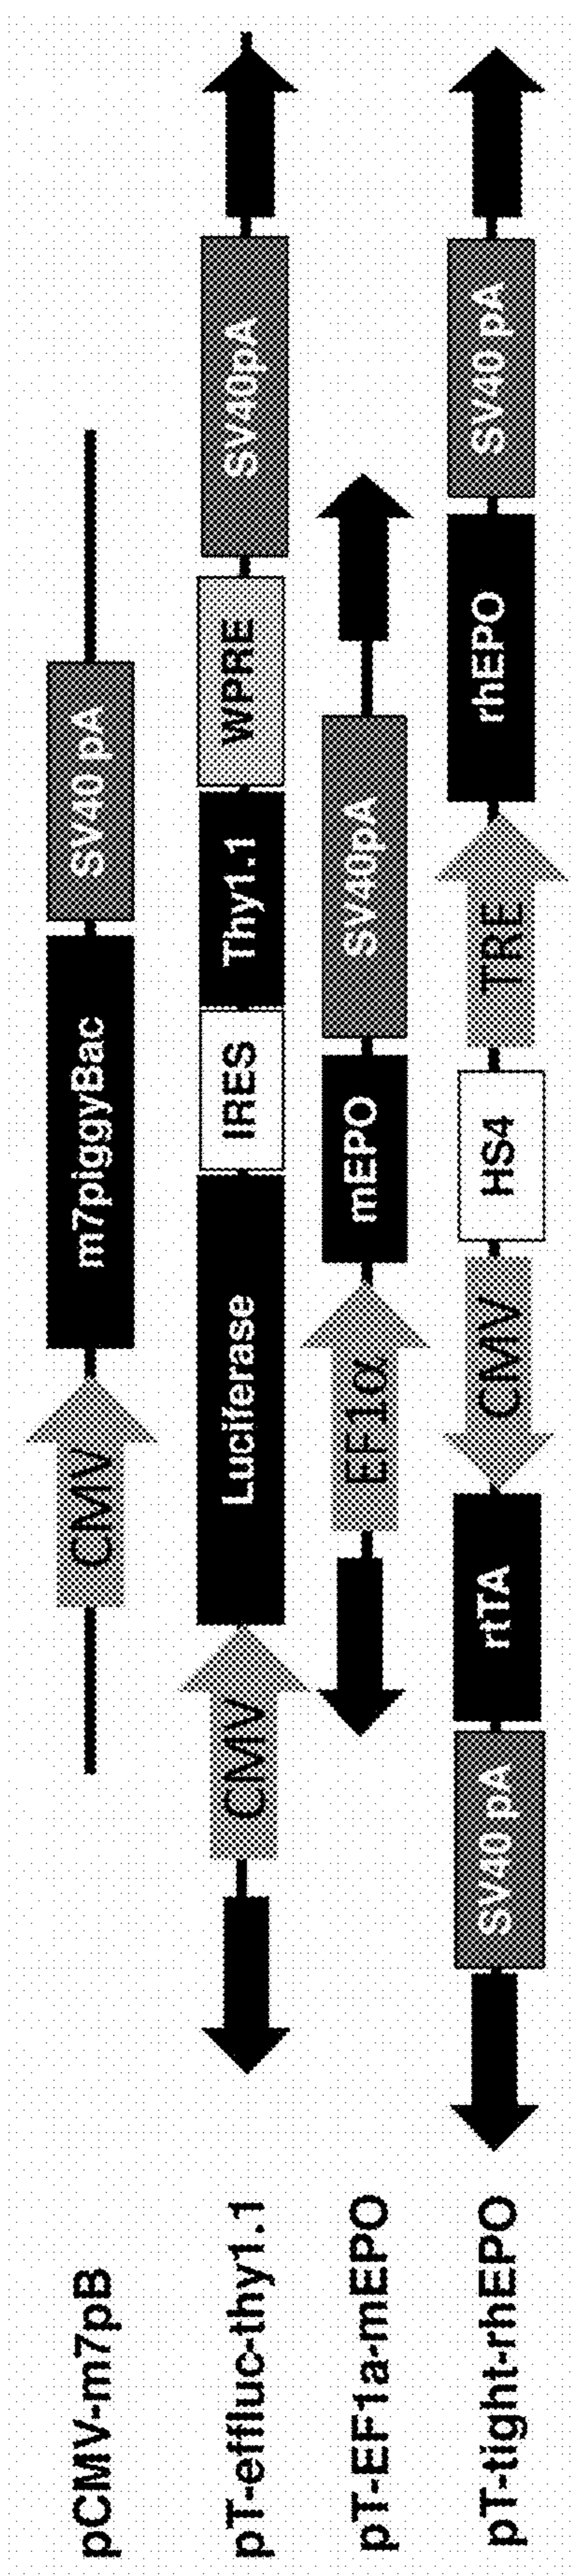 pCMV-m7pB
CMV
m7piggyBac
SV40 pA
pT-effluc-thy1.1
CMV
Luciferase
IRES
Thy1.1
WPRE
SV40pA
pT-EF1a-mEPO
EF1α
mEPO
SV40pA
pT-tight-rhEPO
SV40 pA
rtTA
CMV
HS4
TRE
rhEPO
SV40 pA